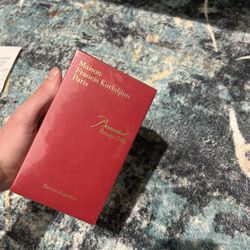 Maison
Francis Kurkdjian
Paris
Baccarat
Rouge 540
Extrait de parfum